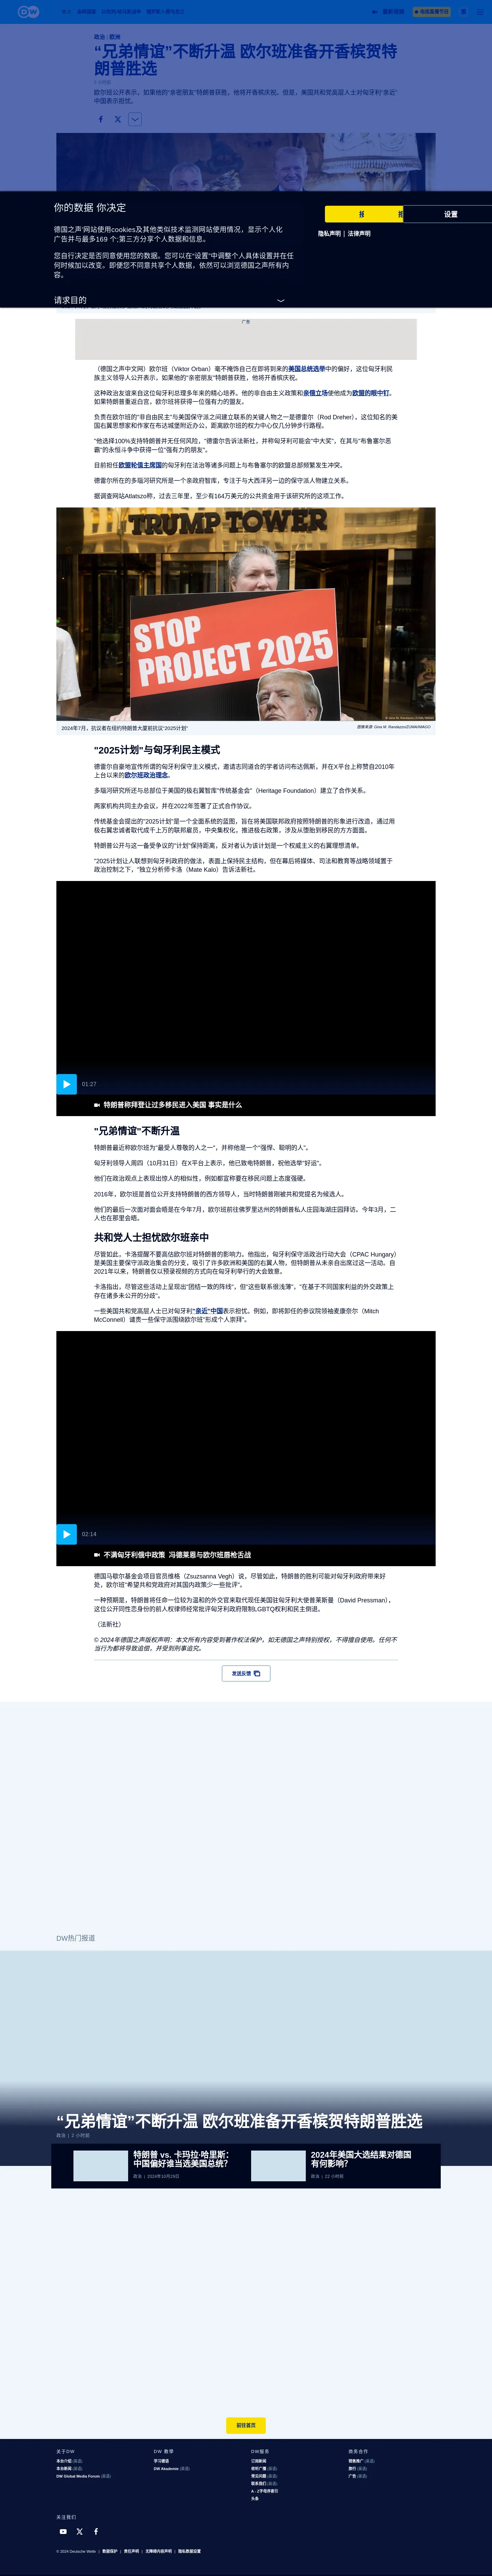 DW
最新视频
收看直播节目
政治 | 欧洲
“兄弟情谊”不断升温 欧尔班准备开香槟贺特
朗普胜选
2 小时前
欧尔班公开表示，如果他的“亲密朋友”特朗普获胜，他将开香槟庆祝。但是，美国共和党高层人士对匈牙利“亲近”
中国表示担忧。
你的数据 你决定
德国之声'网站使用cookies及其他类似技术监测网站使用情况，显示个人化
广告并与最多169 个;第三方分享个人数据和信息。
您自行决定是否同意使用您的数据。您可以在“设置”中调整个人具体设置并在任
何时候加以改变。即便您不同意共享个人数据，依然可以浏览德国之声所有内
容。
设置
隐私声明 | 法律声明
请求目的
广告
（德国之声中文网）欧尔班（Viktor Orban）毫不掩饰自己在即将到来的美国总统选举中的偏好，这位匈牙利民
族主义领导人公开表示，如果他的“亲密朋友”特朗普获胜，他将开香槟庆祝。
这种政治友谊来自这位匈牙利总理多年来的精心培养。他的非自由主义政策和亲俄立场使他成为欧盟的眼中盯。
如果特朗普重返白宫，欧尔班将获得一位强有力的盟友。
负责在欧尔班的“非自由民主”与美国保守派之间建立联系的关键人物之一是德雷尔（Rod Dreher），这位知名的美
国右翼思想家和作家在布达佩斯附近办公，距离欧尔班的权力中心仅几分钟步行路程。
"他选择100%支持特朗普并无任何风险，"德雷尔告诉法新社，并称匈牙利可能会"中大奖"，在其与"布鲁塞尔恶
霸"的永恒斗争中获得一位"强有力的朋友"。
目前担任欧盟轮值主席国的匈牙利在法治等诸多问题上与布鲁塞尔的欧盟总部频繁发生冲突。
德雷尔所在的多瑙河研究所是一个亲政府智库，专注于与大西洋另一边的保守派人物建立关系。
据调查网站Atlatszo称，过去三年里，至少有164万美元的公共资金用于该研究所的这项工作。
TRUMP TOWER
STOP
PROJECT 2025
2024年7月，抗议者在纽约特朗普大厦前抗议“2025计划”
图像来源: Gina M. Randazzo/ZUMA/IMAGO
"2025计划"与匈牙利民主模式
德雷尔自豪地宣传所谓的匈牙利保守主义模式，邀请志同道合的学者访问布达佩斯，并在X平台上称赞自2010年
上台以来的欧尔班政治理念。
多瑙河研究所还与总部位于美国的极右翼智库"传统基金会"（Heritage Foundation）建立了合作关系。
两家机构共同主办会议，并在2022年签署了正式合作协议。
传统基金会提出的"2025计划"是一个全面系统的蓝图，旨在将美国联邦政府按照特朗普的形象进行改造，通过用
极右翼忠诚者取代成千上万的联邦雇员，中央集权化，推进极右政策，涉及从堕胎到移民的方方面面。
特朗普公开与这一备受争议的"计划"保持距离，反对者认为该计划是一个权威主义的右翼理想清单。
"2025计划让人联想到匈牙利政府的做法，表面上保持民主结构，但在幕后将媒体、司法和教育等战略领域置于
政治控制之下，"独立分析师卡洛（Mate Kalo）告诉法新社。
01:27
特朗普称拜登让过多移民进入美国 事实是什么
"兄弟情谊"不断升温
特朗普最近称欧尔班为"最受人尊敬的人之一"，并称他是一个"强悍、聪明的人"。
匈牙利领导人周四（10月31日）在X平台上表示，他已致电特朗普，祝他选举"好运"。
他们在政治观点上表现出惊人的相似性，例如都宣称要在移民问题上态度强硬。
2016年，欧尔班是首位公开支持特朗普的西方领导人，当时特朗普刚被共和党提名为候选人。
他们的最后一次面对面会晤是在今年7月，欧尔班前往佛罗里达州的特朗普私人庄园海湖庄园拜访。今年3月，二
人也在那里会晤。
共和党人士担忧欧尔班亲中
尽管如此，卡洛提醒不要高估欧尔班对特朗普的影响力。他指出，匈牙利保守派政治行动大会（CPAC Hungary）
是美国主要保守派政治集会的分支，吸引了许多欧洲和美国的右翼人物，但特朗普从未亲自出席过这一活动。自
2021年以来，特朗普仅以预录视频的方式向在匈牙利举行的大会致意。
卡洛指出，尽管这些活动上呈现出"团结一致的阵线"，但"这些联系很浅薄"，"在基于不同国家利益的外交政策上
存在诸多未公开的分歧"。
一些美国共和党高层人士已对匈牙利"亲近"中国表示担忧。例如，即将卸任的参议院领袖麦康奈尔（Mitch
McConnell）谴责一些保守派围绕欧尔班"形成个人崇拜"。
02:14
不满匈牙利俄中政策 冯德莱恩与欧尔班唇枪舌战
德国马歇尔基金会项目官员维格（Zsuzsanna Vegh）说，尽管如此，特朗普的胜利可能对匈牙利政府带来好
处，欧尔班"希望共和党政府对其国内政策少一些批评"。
一种预期是，特朗普将任命一位较为温和的外交官来取代现任美国驻匈牙利大使普莱斯曼（David Pressman）。
这位公开同性恋身份的前人权律师经常批评匈牙利政府限制LGBTQ权利和民主倒退。
（法新社）
© 2024年德国之声版权声明：本文所有内容受到著作权法保护，如无德国之声特别授权，不得擅自使用。任何不
当行为都将导致追偿，并受到刑事追究。
发送反馈
DW热门报道
“兄弟情谊”不断升温 欧尔班准备开香槟贺特朗普胜选
政治 | 2 小时前
特朗普 vs. 卡玛拉·哈里斯：
中国偏好谁当选美国总统？
政治 | 2024年10月29日
2024年美国大选结果对德国
有何影响？
政治 | 22 小时前
前往首页
关于DW
本台介绍 (英语)
本台新闻 (英语)
DW Global Media Forum (英语)
DW 教学
学习德语
DW Akademie (英语)
DW服务
订阅新闻
收听广播 (英语)
常见问题 (英语)
联系我们 (英语)
A - Z字母序索引
头条
商务合作
销售推广 (英语)
旅行 (英语)
广告 (英语)
关注我们
© 2024 Deutsche Welle | 数据保护 | 责任声明 | 无障碍内容声明 | 隐私数据设置